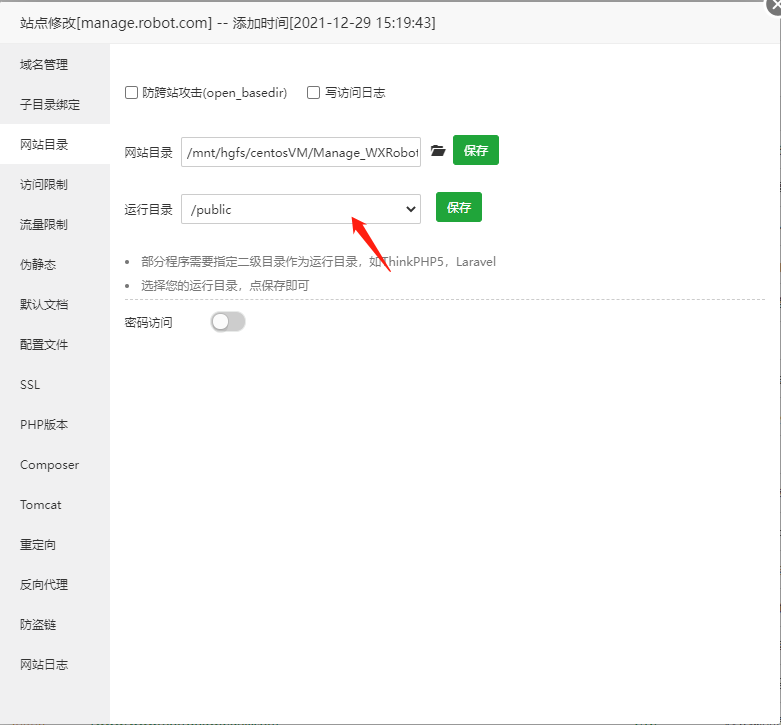 站点修改[manage.robot.com] -- 添加时间[2021-12-29 15:19:43]
域名管理
子目录绑定
网站目录
访问限制
流量限制
伪静态
默认文档
配置文件
SSL
PHP版本
Composer
Tomcat
重定向
反向代理
防盗链
网站日志
防跨站攻击(open_basedir) 写访问日志
网站目录 /mnt/hgfs/centosVM/Manage_WXRobot 保存
运行目录 /public 保存
部分程序需要指定二级目录作为运行目录，如ThinkPHP5，Laravel
选择您的运行目录，点保存即可
密码访问